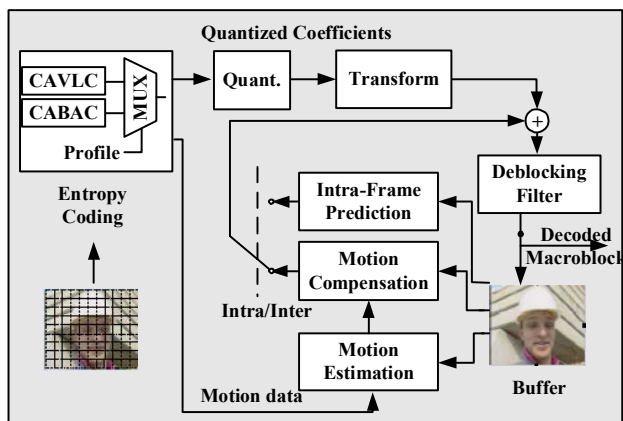 Quantized Coefficients
CAVLC
CABAC
MUX
Profile
Quant.
Transform
+
Entropy
Coding
Deblocking
Filter
Intra-Frame
Prediction
Decoded
Macroblock
Motion
Compensation
Intra/Inter
Motion
Estimation
Motion data
Buffer